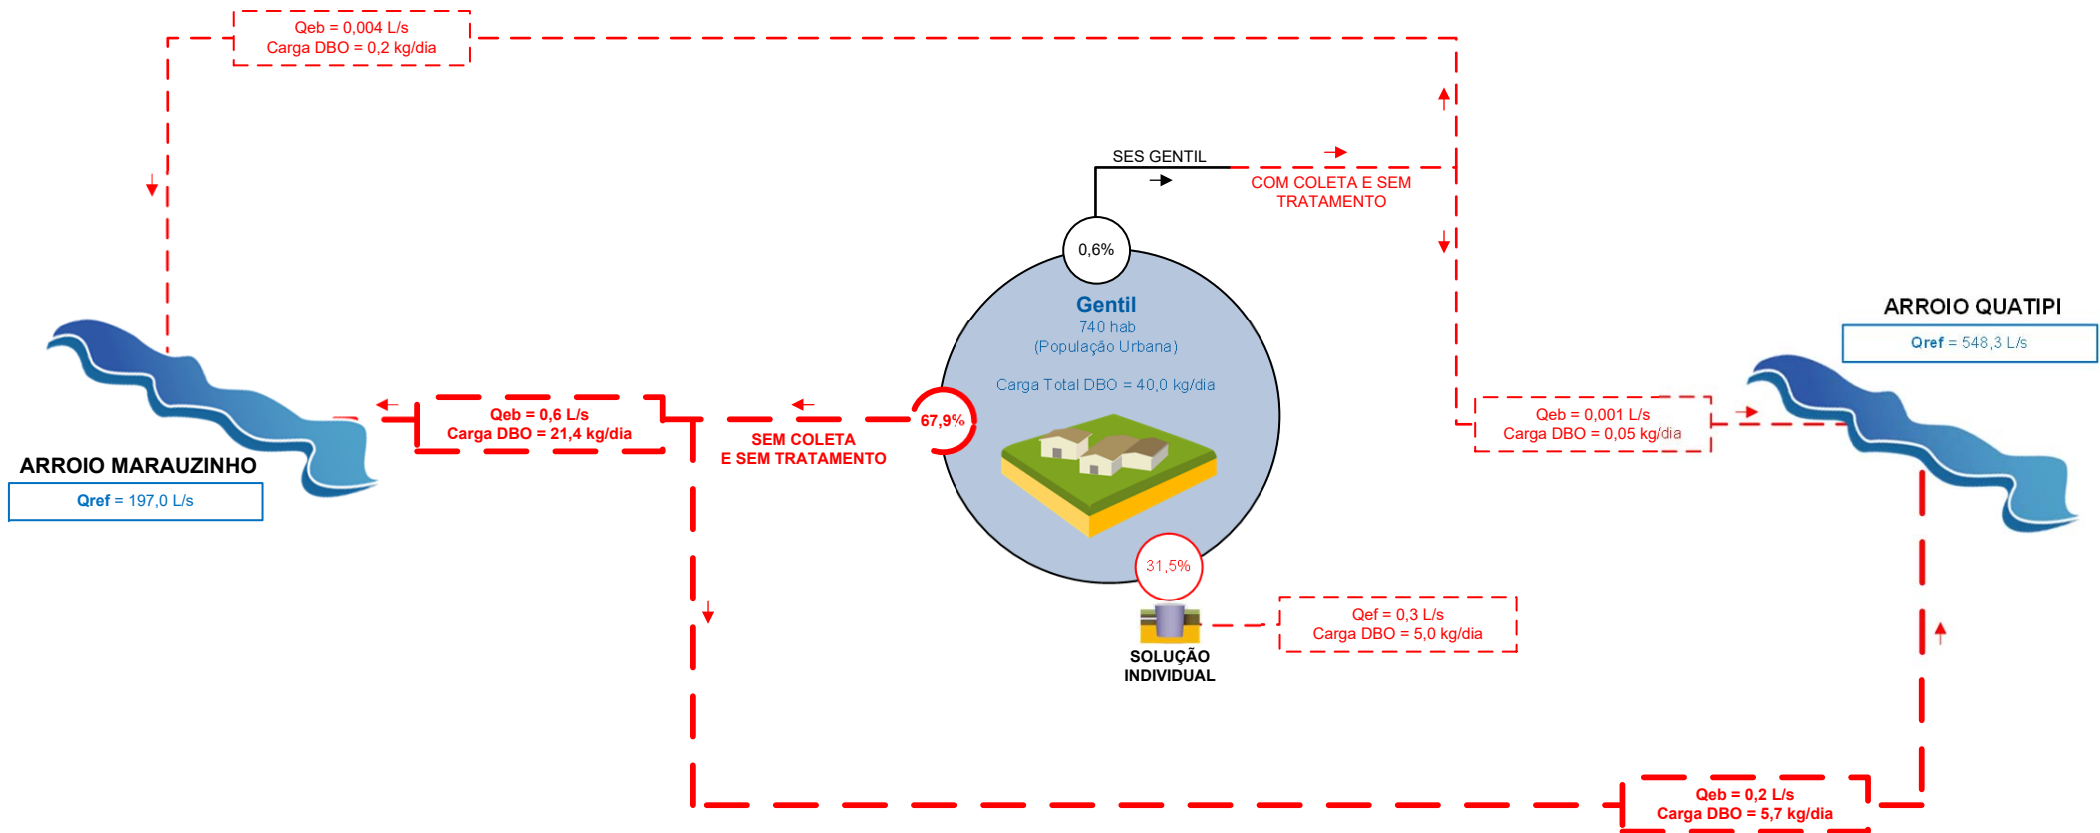 Qeb = 0,004 L/s
Carga DBO = 0,2 kg/dia
SES GENTIL
COM COLETA E SEM
TRATAMENTO
0,6%
Gentil
740 hab
(População Urbana)
Carga Total DBO = 40,0 kg/dia
ARROIO QUATIPI
Qref = 548,3 L/s
67,9%
SEM COLETA
E SEM TRATAMENTO
Qeb = 0,6 L/s
Carga DBO = 21,4 kg/dia
ARROIO MARAUZINHO
Qref = 197,0 L/s
Qeb = 0,001 L/s
Carga DBO = 0,05 kg/dia
31,5%
SOLUÇÃO
INDIVIDUAL
Qef = 0,3 L/s
Carga DBO = 5,0 kg/dia
Qeb = 0,2 L/s
Carga DBO = 5,7 kg/dia